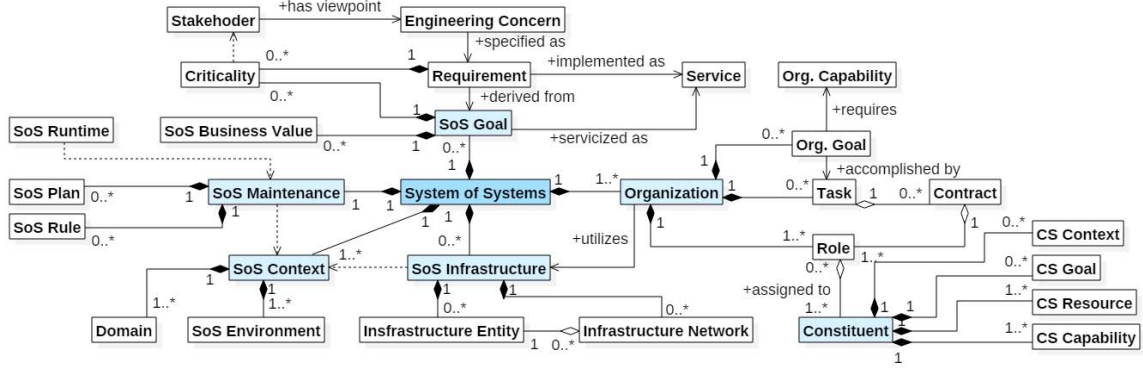 +has viewpoint
Stakehoder
Engineering Concern
+specified as
0..*
1
+implemented as
Criticality
Requirement
Service
Org. Capability
0..*
+derived from
1
+requires
SoS Runtime
SoS Business Value
SoS Goal
0..*
1
+servicized as
0..*
Org. Goal
0..*
1
1
+accomplished by
SoS Plan
0..*
1
SoS Maintenance
1
1
System of Systems
1
1..*
Organization
1
0..*
Task
1
0..*
Contract
SoS Rule
0..*
1
1
1
1
1
0..*
+utilizes
1..*
Role
0..*
CS Context
1..*
SoS Context
SoS Infrastructure
0..*
1..*
0..*
CS Goal
1
1
1
1
+assigned to
1..*
CS Resource
1..*
1..*
0..*
0..*
1..*
1
1
1
Domain
SoS Environment
Insfrastructure Entity
1
0..*
Infrastructure Network
Constituent
1..*
CS Capability
1